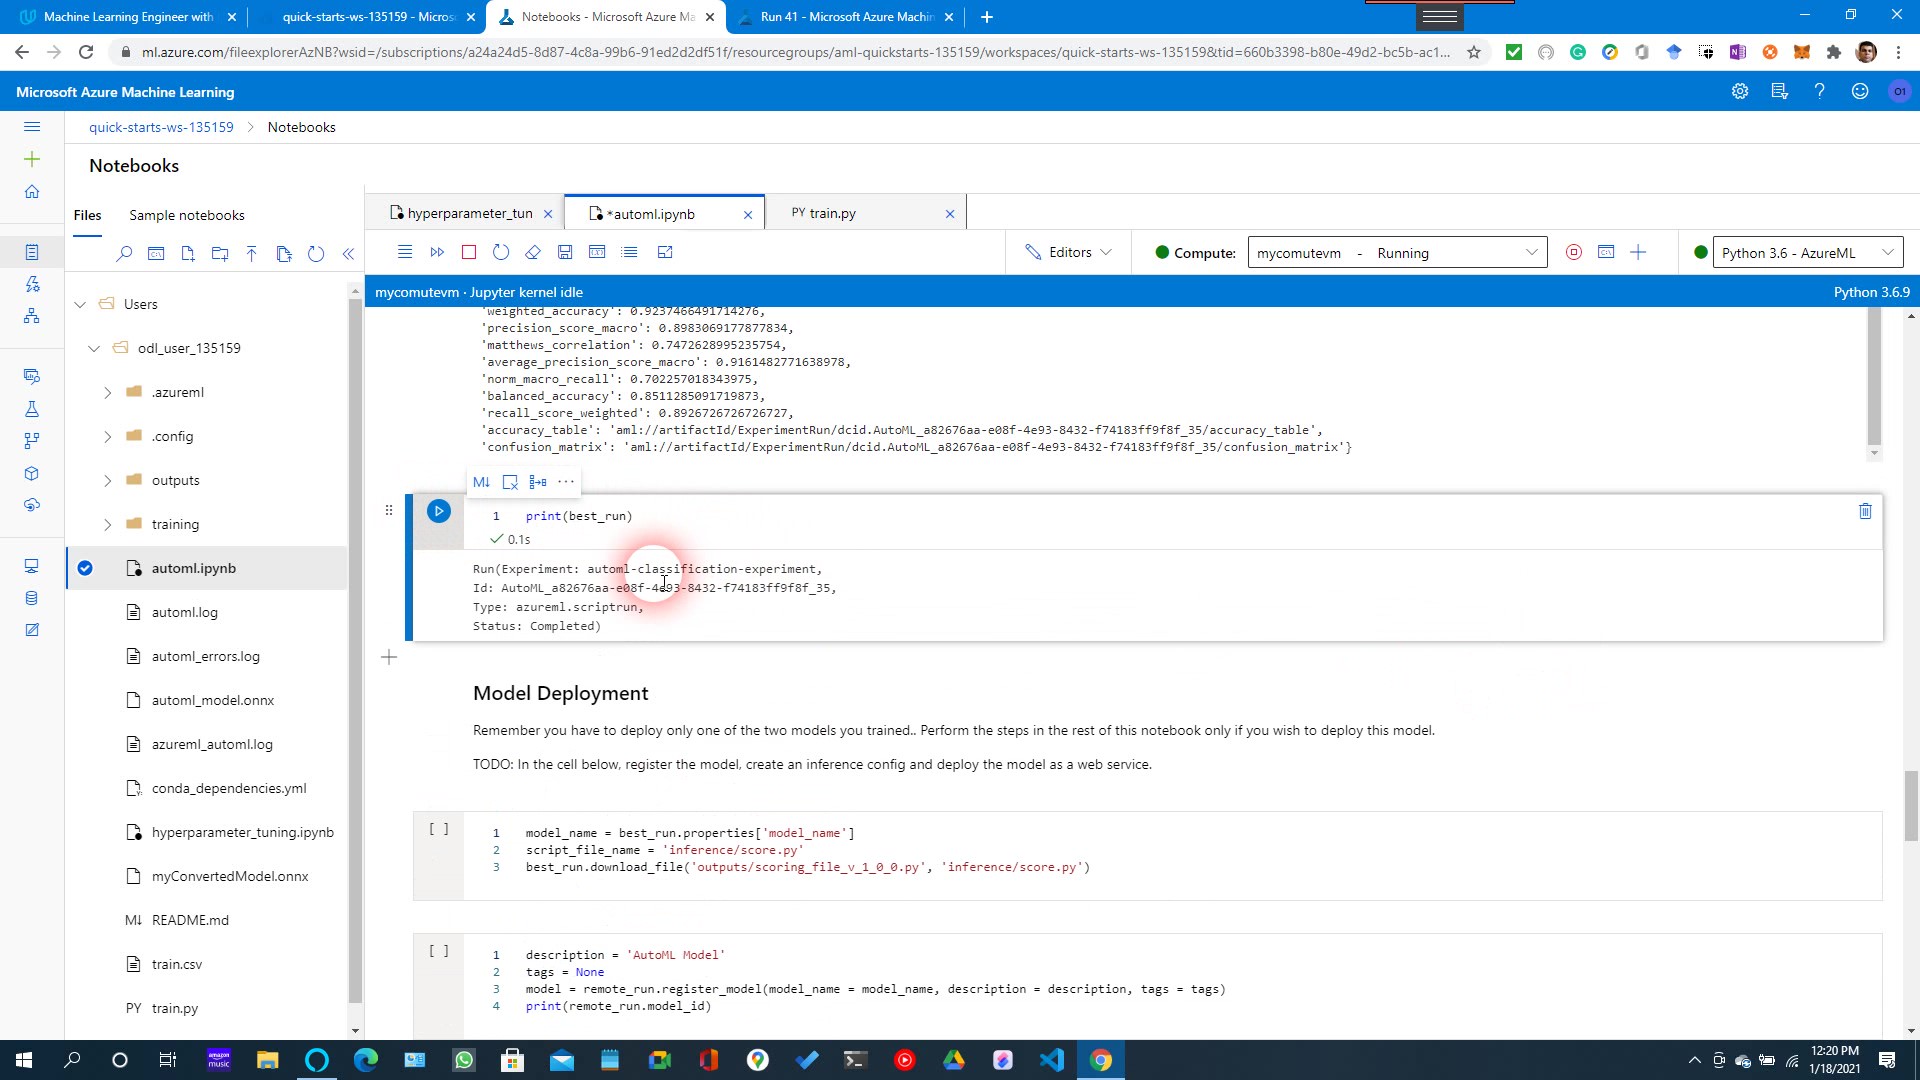 Machine Learning Engineer with
quick-starts-ws-135159 - Micros
Notebooks - Microsoft Azure Ma
Run 41 - Microsoft Azure Machin
ml.azure.com/fileexplorerAzNB?wsid=/subscriptions/a24a24d5-8d87-4c8a-99b6-91ed2d2df51f/resourcegroups/aml-quickstarts-135159/workspaces/quick-starts-ws-135159&tid=660b3398-b80e-49d2-bc5b-ac1...
Microsoft Azure Machine Learning
O1
quick-starts-ws-135159 > Notebooks
Notebooks
Files
Sample notebooks
hyperparameter_tun
*automl.ipynb
PY train.py
Editors
Compute:
mycomutevm - Running
Python 3.6 - AzureML
mycomutevm · Jupyter kernel idle
Python 3.6.9
Users
odl_user_135159
.azureml
.config
outputs
training
automl.ipynb
automl.log
automl_errors.log
automl_model.onnx
azureml_automl.log
conda_dependencies.yml
hyperparameter_tuning.ipynb
myConvertedModel.onnx
M↓ README.md
train.csv
PY train.py
'weighted_accuracy': 0.9237466491714276,
'precision_score_macro': 0.8983069177877834,
'matthews_correlation': 0.7472628995235754,
'average_precision_score_macro': 0.9161482771638978,
'norm_macro_recall': 0.702257018343975,
'balanced_accuracy': 0.8511285091719873,
'recall_score_weighted': 0.8926726726726727,
'accuracy_table': 'aml://artifactId/ExperimentRun/dcid.AutoML_a82676aa-e08f-4e93-8432-f74183ff9f8f_35/accuracy_table',
'confusion_matrix': 'aml://artifactId/ExperimentRun/dcid.AutoML_a82676aa-e08f-4e93-8432-f74183ff9f8f_35/confusion_matrix'}
M↓
1 print(best_run)
0.1s
Run(Experiment: automl-classification-experiment,
Id: AutoML_a82676aa-e08f-4e93-8432-f74183ff9f8f_35,
Type: azureml.scriptrun,
Status: Completed)
Model Deployment
Remember you have to deploy only one of the two models you trained.. Perform the steps in the rest of this notebook only if you wish to deploy this model.
TODO: In the cell below, register the model, create an inference config and deploy the model as a web service.
[ ]
1 model_name = best_run.properties['model_name']
2 script_file_name = 'inference/score.py'
3 best_run.download_file('outputs/scoring_file_v_1_0_0.py', 'inference/score.py')
[ ]
1 description = 'AutoML Model'
2 tags = None
3 model = remote_run.register_model(model_name = model_name, description = description, tags = tags)
4 print(remote_run.model_id)
amazon music
12:20 PM
1/18/2021